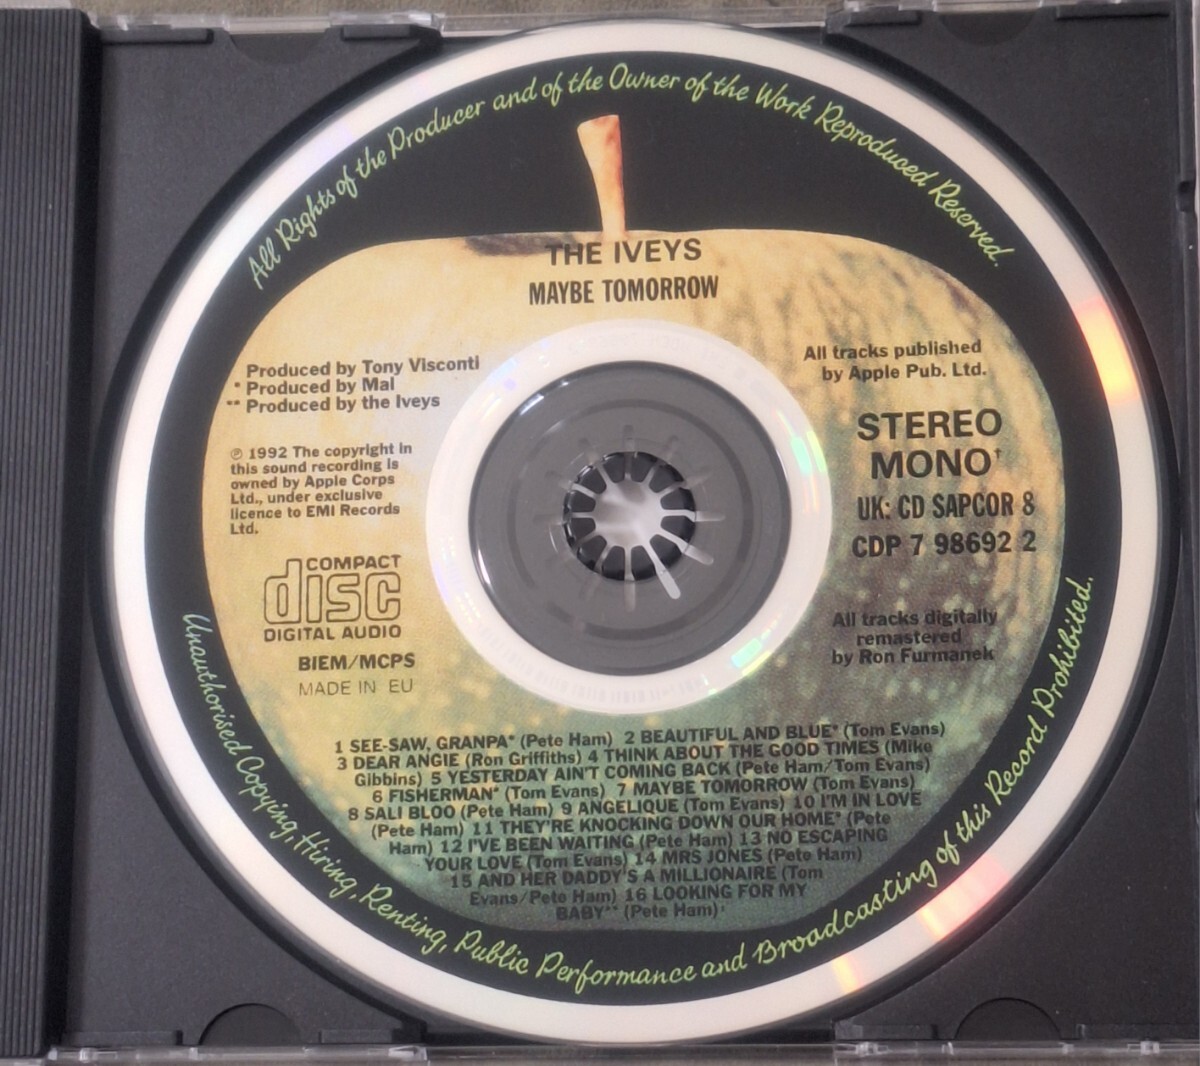 All Rights of the Producer and of the Owner of the Work Reproduced Reserved.
THE IVEYS
MAYBE TOMORROW
Produced by Tony Visconti
* Produced by Mal
** Produced by the Iveys
℗ 1992 The copyright in
this sound recording is
owned by Apple Corps
Ltd., under exclusive
licence to EMI Records
Ltd.
COMPACT
disc
DIGITAL AUDIO
BIEM/MCPS
MADE IN EU
All tracks published
by Apple Pub. Ltd.
STEREO
MONO†
UK: CD SAPCOR 8
CDP 7 98692 2
All tracks digitally
remastered
by Ron Furmanek
1 SEE-SAW, GRANPA* (Pete Ham) 2 BEAUTIFUL AND BLUE* (Tom Evans)
3 DEAR ANGIE (Ron Griffiths) 4 THINK ABOUT THE GOOD TIMES (Mike
Gibbins) 5 YESTERDAY AIN'T COMING BACK (Pete Ham/Tom Evans)
6 FISHERMAN* (Tom Evans) 7 MAYBE TOMORROW (Tom Evans)
8 SALI BLOO (Pete Ham) 9 ANGELIQUE (Tom Evans) 10 I'M IN LOVE
(Pete Ham) 11 THEY'RE KNOCKING DOWN OUR HOME* (Pete
Ham) 12 I'VE BEEN WAITING (Pete Ham) 13 NO ESCAPING
YOUR LOVE (Tom Evans) 14 MRS JONES (Pete Ham)
15 AND HER DADDY'S A MILLIONAIRE (Tom
Evans/Pete Ham) 16 LOOKING FOR MY
BABY** (Pete Ham)†
Unauthorised Copying, Hiring, Renting, Public Performance and Broadcasting of this Record Prohibited.